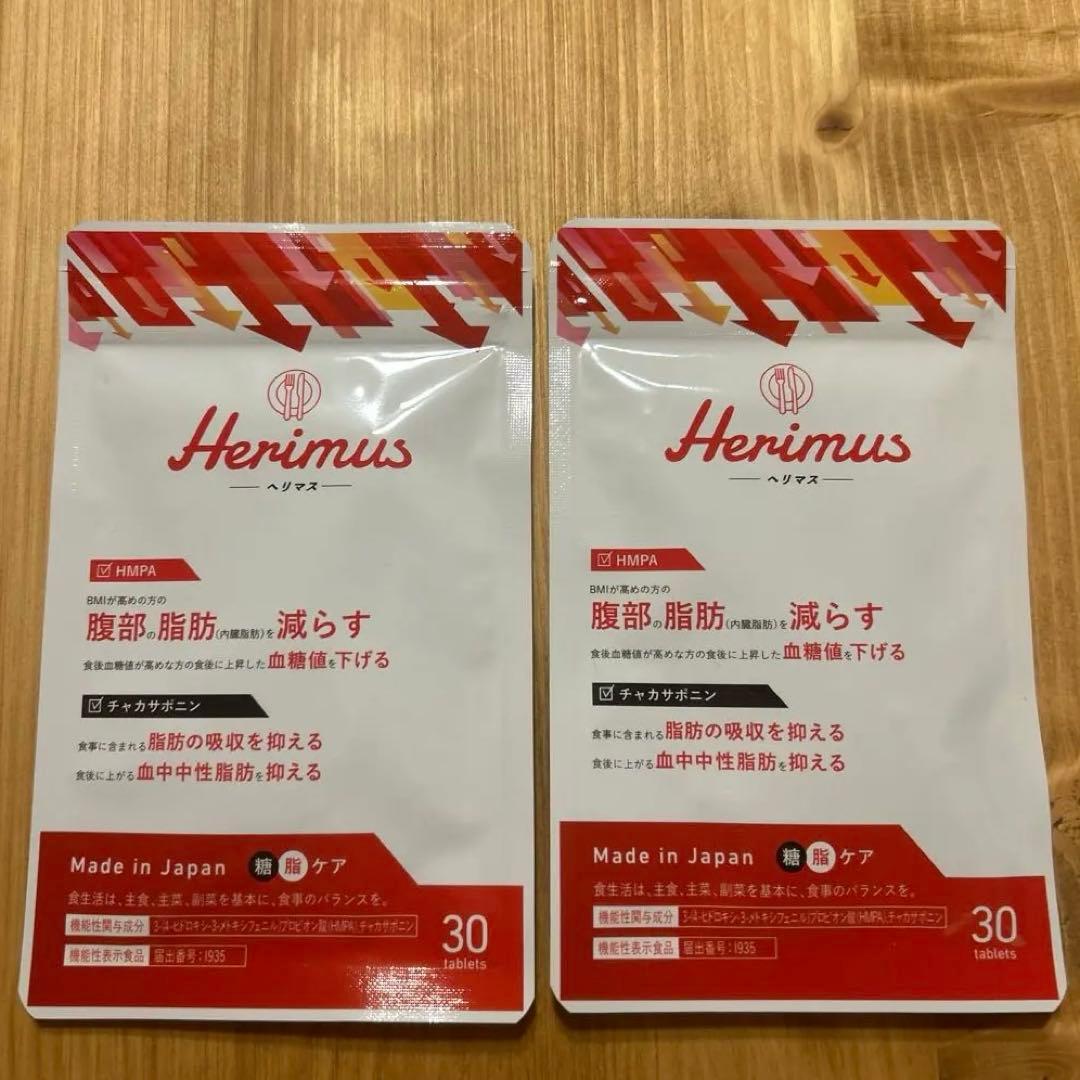 Herimus
ヘリマス
HMPA
BMIが高めの方の
腹部の脂肪(内臓脂肪)を減らす
食後血糖値が高めな方の食後に上昇した血糖値を下げる
チャカサポニン
食事に含まれる脂肪の吸収を抑える
食後に上がる血中中性脂肪を抑える
Made in Japan 糖脂ケア
食生活は、主食、主菜、副菜を基本に、食事のバランスを。
機能性関与成分 3-(4-ヒドロキシ-3-メトキシフェニル)プロピオン酸(HMPA),チャカサポニン
機能性表示食品 届出番号:I935
30
tablets
Herimus
ヘリマス
HMPA
BMIが高めの方の
腹部の脂肪(内臓脂肪)を減らす
食後血糖値が高めな方の食後に上昇した血糖値を下げる
チャカサポニン
食事に含まれる脂肪の吸収を抑える
食後に上がる血中中性脂肪を抑える
Made in Japan 糖脂ケア
食生活は、主食、主菜、副菜を基本に、食事のバランスを。
機能性関与成分 3-(4-ヒドロキシ-3-メトキシフェニル)プロピオン酸(HMPA),チャカサポニン
機能性表示食品 届出番号:I935
30
tablets